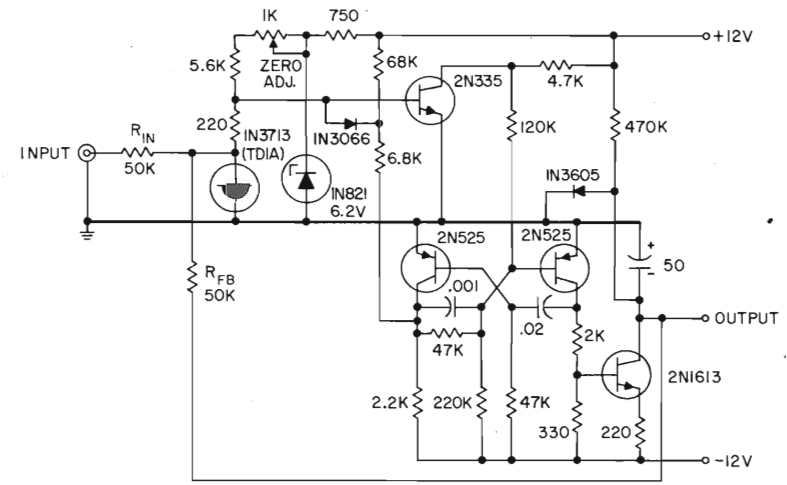 1K
750
+12V
5.6K
ZERO
ADJ.
68K
2N335
4.7K
220
1N3713
(TDIA)
1N3066
120K
470K
INPUT
R_IN
50K
6.8K
1N3605
1N821
6.2V
2N525
2N525
R_FB
50K
.001
.02
+
-
50
OUTPUT
47K
2K
2N1613
2.2K
220K
47K
330
220
-12V